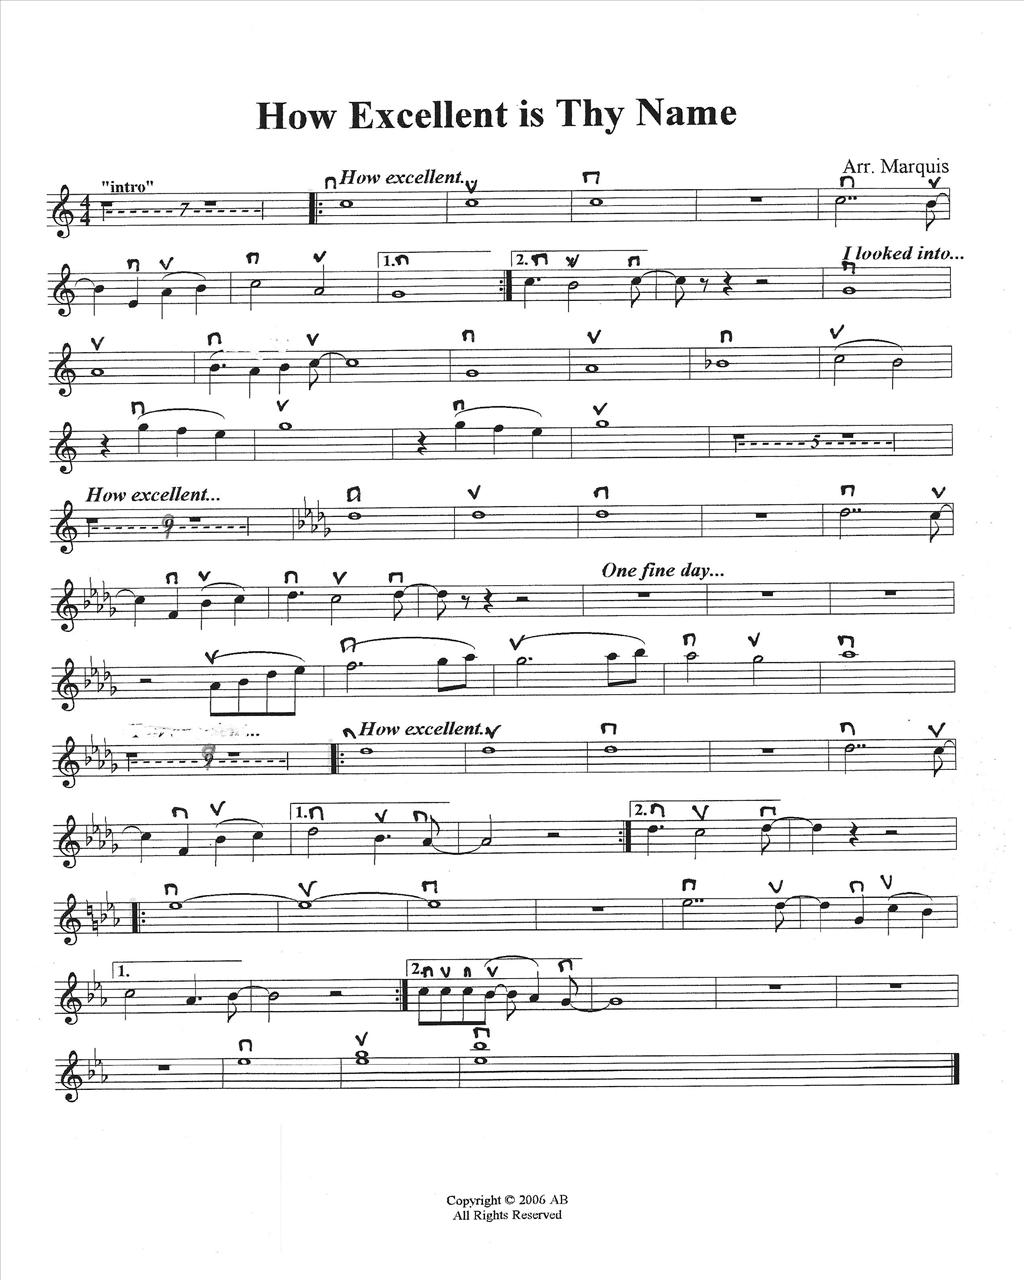 How Excellent is Thy Name
Arr. Marquis
"intro"
How excellent...
4
4
7
1.
2.
I looked into...
5
How excellent...
9
One fine day...
How excellent...
9
1.
2.
1.
2.
Copyright © 2006 AB
All Rights Reserved